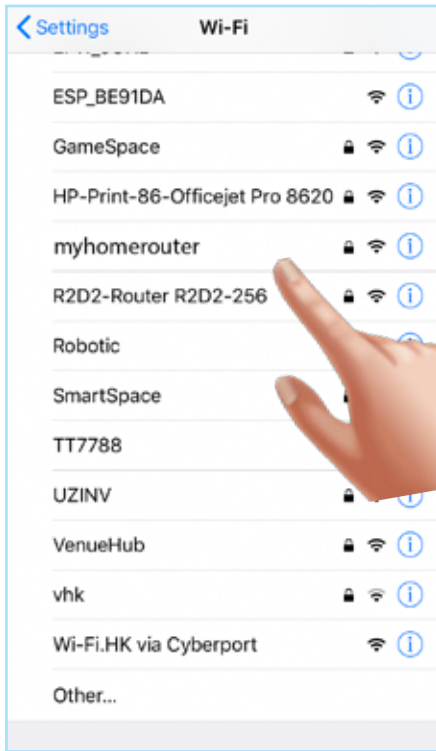 Settings Wi-Fi
ESP_BE91DA
GameSpace
HP-Print-86-Officejet Pro 8620
myhomerouter
R2D2-Router R2D2-256
Robotic
SmartSpace
TT7788
UZINV
VenueHub
vhk
Wi-Fi.HK via Cyberport
Other...